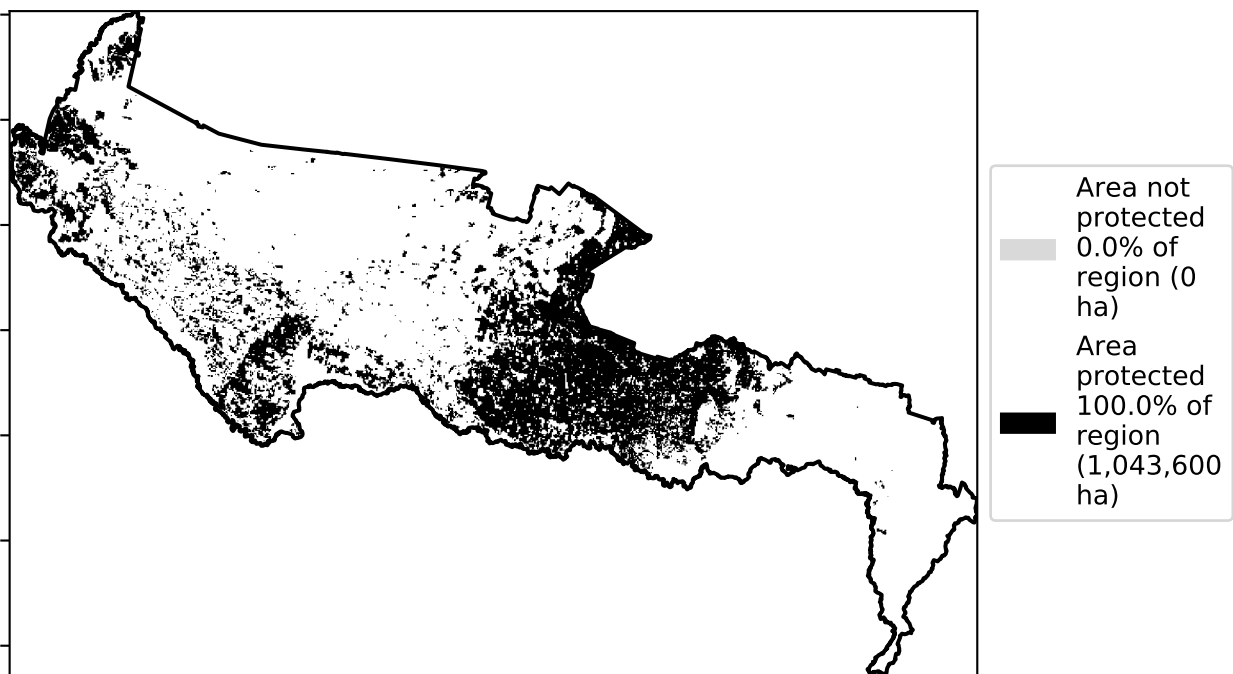 Area not
protected
0.0% of
region (0
ha)
Area
protected
100.0% of
region
(1,043,600
ha)